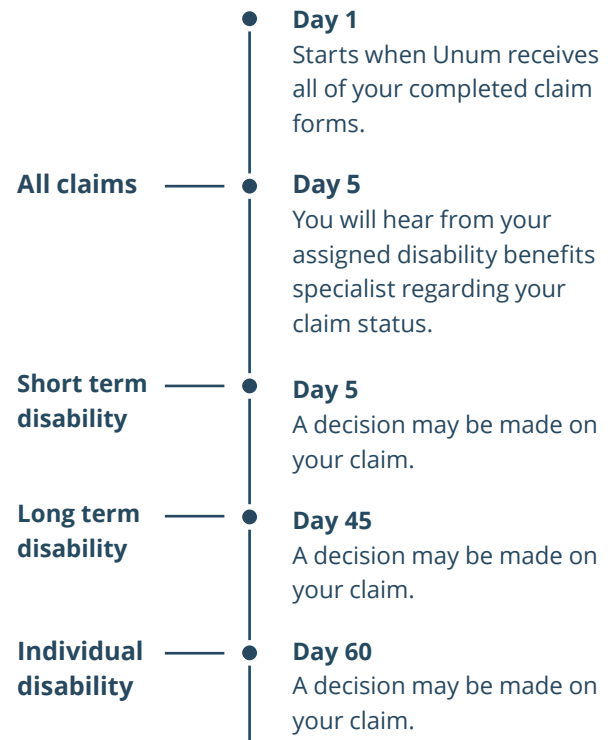 Day 1
Starts when Unum receives
all of your completed claim
forms.
All claims
Day 5
You will hear from your
assigned disability benefits
specialist regarding your
claim status.
Short term
disability
Day 5
A decision may be made on
your claim.
Long term
disability
Day 45
A decision may be made on
your claim.
Individual
disability
Day 60
A decision may be made on
your claim.